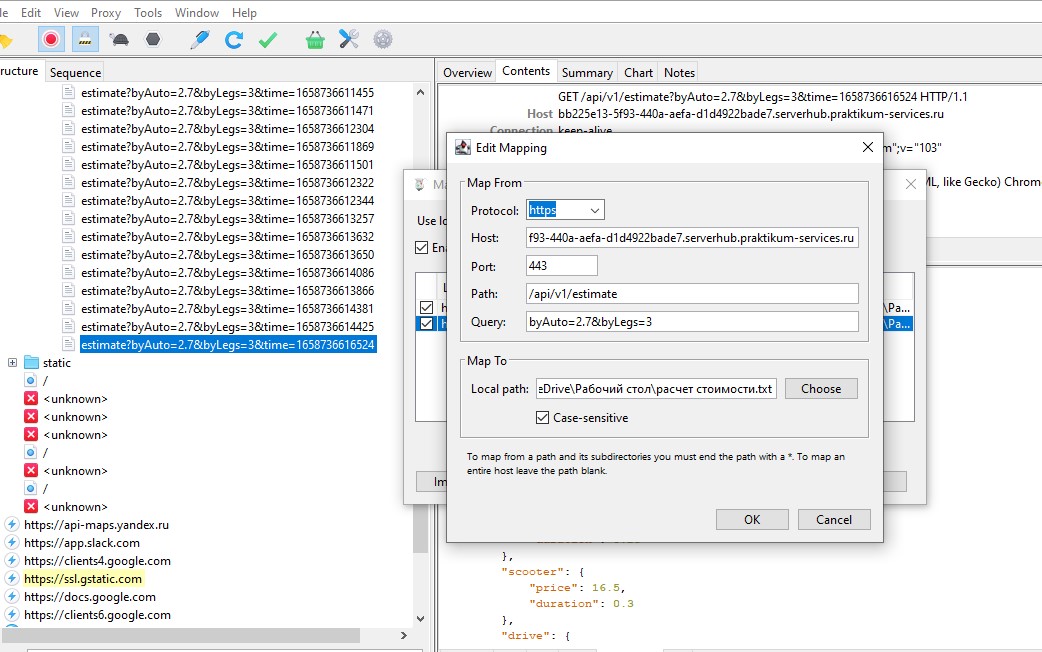 Edit View Proxy Tools Window Help
ructure Sequence
estimate?byAuto=2.7&byLegs=3&time=1658736611455
estimate?byAuto=2.7&byLegs=3&time=1658736611471
estimate?byAuto=2.7&byLegs=3&time=1658736612304
estimate?byAuto=2.7&byLegs=3&time=1658736611869
estimate?byAuto=2.7&byLegs=3&time=1658736611501
estimate?byAuto=2.7&byLegs=3&time=1658736612322
estimate?byAuto=2.7&byLegs=3&time=1658736612344
estimate?byAuto=2.7&byLegs=3&time=1658736613257
estimate?byAuto=2.7&byLegs=3&time=1658736613632
estimate?byAuto=2.7&byLegs=3&time=1658736613650
estimate?byAuto=2.7&byLegs=3&time=1658736614086
estimate?byAuto=2.7&byLegs=3&time=1658736613866
estimate?byAuto=2.7&byLegs=3&time=1658736614381
estimate?byAuto=2.7&byLegs=3&time=1658736614425
estimate?byAuto=2.7&byLegs=3&time=1658736616524
static
/
<unknown>
<unknown>
<unknown>
/
<unknown>
/
<unknown>
https://api-maps.yandex.ru
https://app.slack.com
https://clients4.google.com
https://ssl.gstatic.com
https://docs.google.com
https://clients6.google.com
Overview Contents Summary Chart Notes
GET /api/v1/estimate?byAuto=2.7&byLegs=3&time=1658736616524 HTTP/1.1
Host bb225e13-5f93-440a-aefa-d1d4922bade7.serverhub.praktikum-services.ru
Connection keep-alive
m";v="103"
ML, like Gecko) Chrom
Use lo
Ena
\Pa...
\Pa...
Im
Edit Mapping
Map From
Protocol: https
Host: f93-440a-aefa-d1d4922bade7.serverhub.praktikum-services.ru
Port: 443
Path: /api/v1/estimate
Query: byAuto=2.7&byLegs=3
Map To
Local path: eDrive\Рабочий стол\расчет стоимости.txt Choose
Case-sensitive
To map from a path and its subdirectories you must end the path with a *. To map an
entire host leave the path blank.
OK Cancel
},
"scooter": {
"price": 16.5,
"duration": 0.3
},
"drive": {